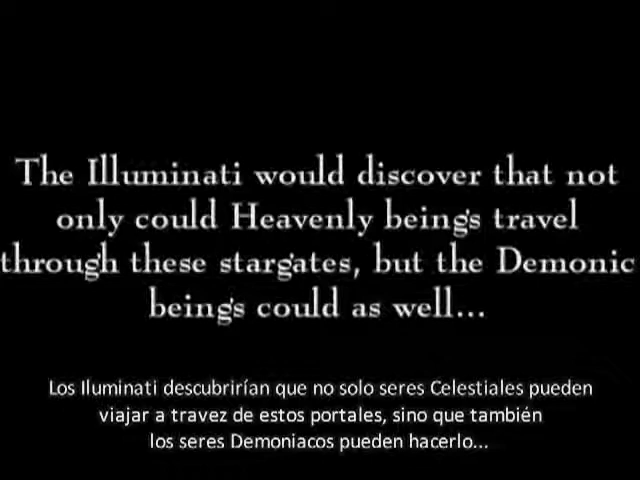 The Illuminati would discover that not
only could Heavenly beings travel
through these stargates, but the Demonic
beings could as well...
Los Iluminati descubrirían que no solo seres Celestiales pueden
viajar a travez de estos portales, sino que también
los seres Demoniacos pueden hacerlo...